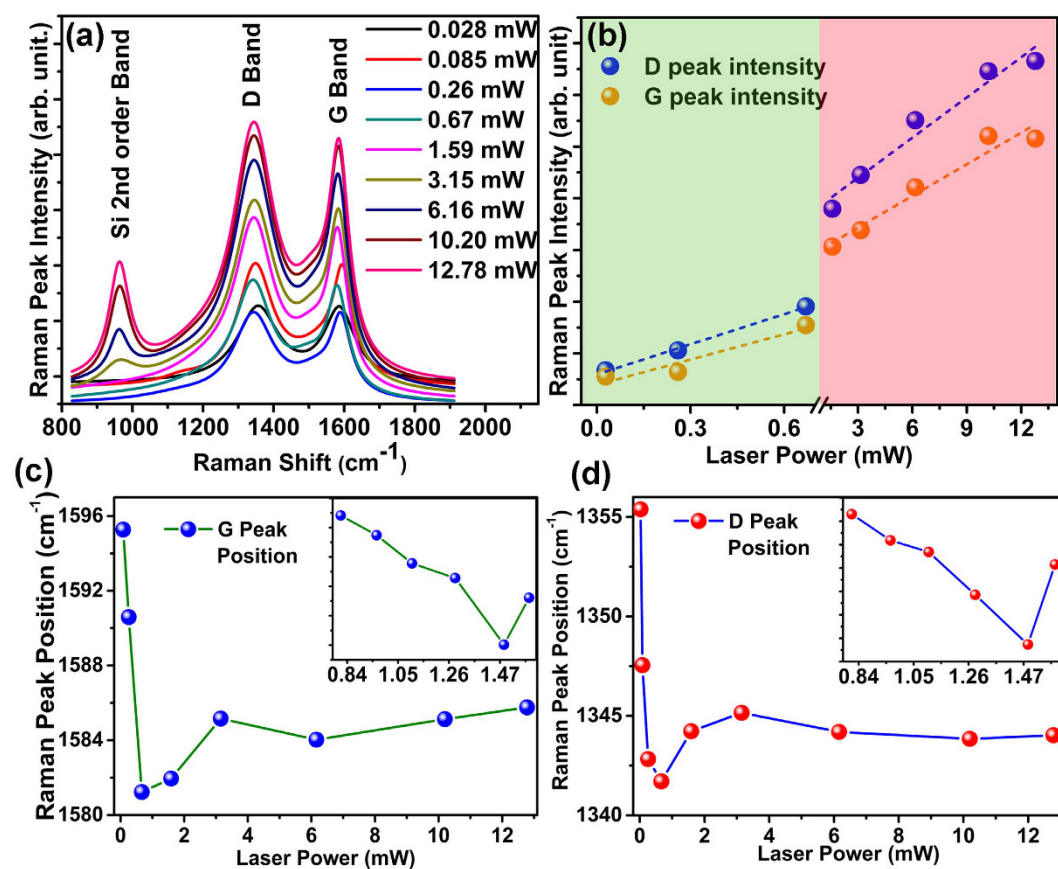 (a)
Si 2nd order Band
D Band
G Band
0.028 mW
0.085 mW
0.26 mW
0.67 mW
1.59 mW
3.15 mW
6.16 mW
10.20 mW
12.78 mW
Raman Peak Intensity (arb. unit.)
800 1000 1200 1400 1600 1800 2000
Raman Shift (cm-1)
(b)
D peak intensity
G peak intensity
Raman Peak Intensity (arb. unit)
0.0 0.3 0.6 3 6 9 12
Laser Power (mW)
(c)
G Peak
Position
Raman Peak Position (cm-1)
1596
1592
1588
1584
1580
0.84 1.05 1.26 1.47
0 2 4 6 8 10 12
Laser Power (mW)
(d)
D Peak
Position
Raman Peak Position (cm-1)
1355
1350
1345
1340
0.84 1.05 1.26 1.47
0 2 4 6 8 10 12
Laser Power (mW)